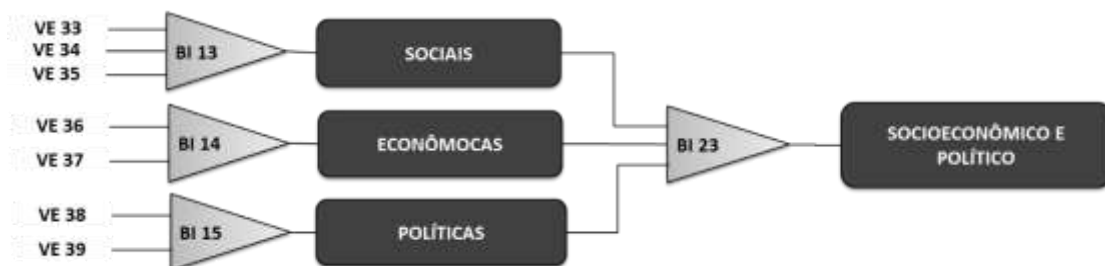 VE 33
VE 34
VE 35
BI 13
SOCIAIS
VE 36
VE 37
BI 14
ECONÔMOCAS
BI 23
SOCIOECONÔMICO E
POLÍTICO
VE 38
VE 39
BI 15
POLÍTICAS